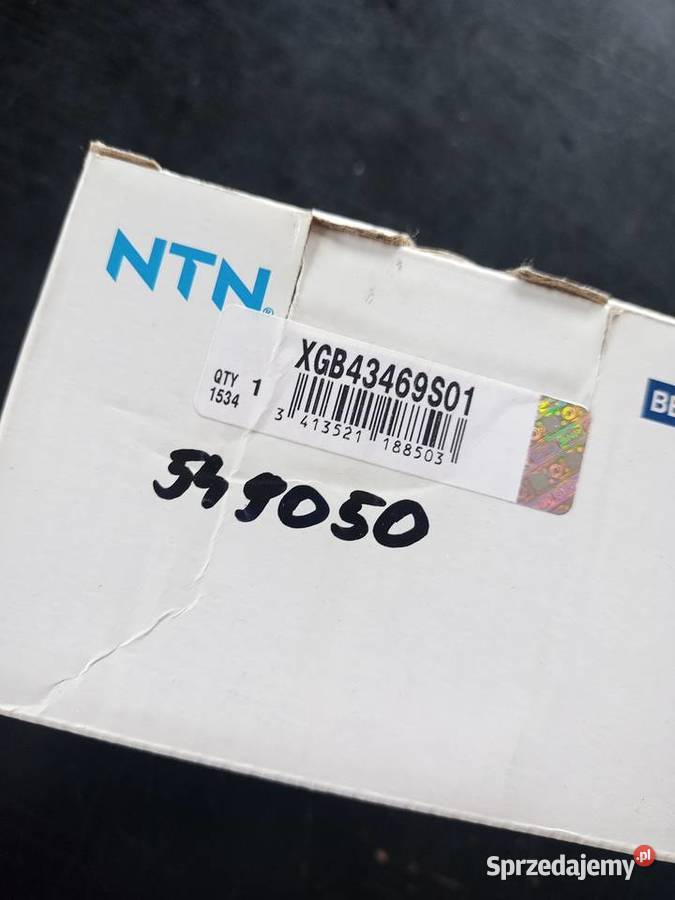 NTN®
XGB43469S01
QTY 1
1534
3 413521 188503
549050
Sprzedajemy.pl